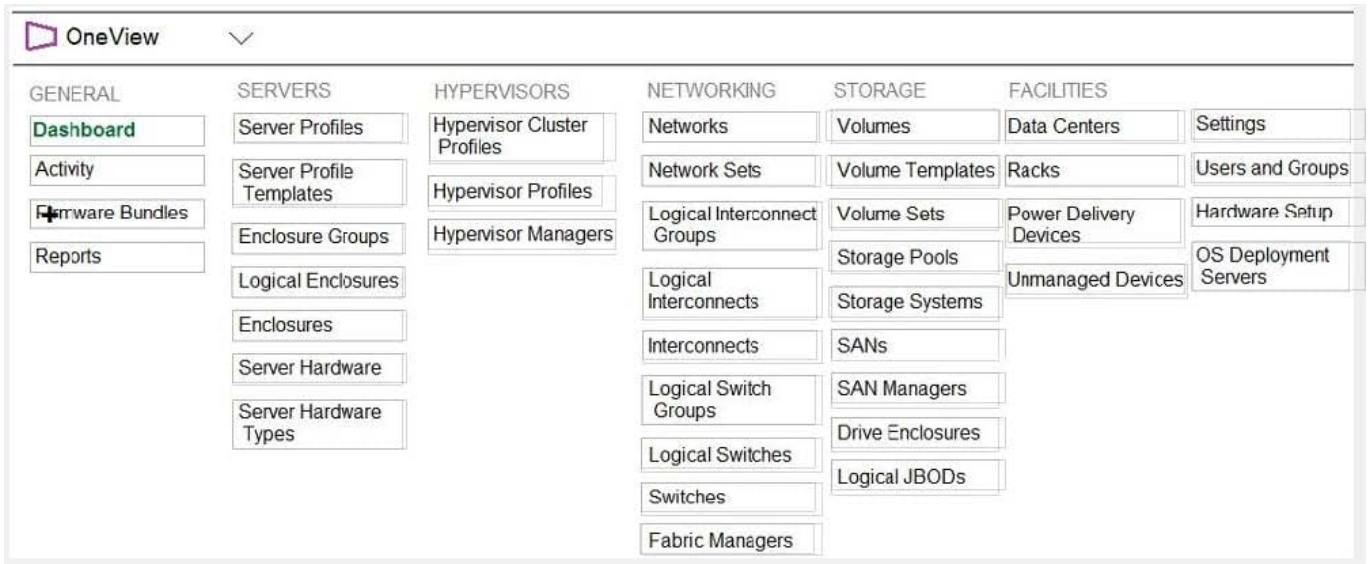 OneView
GENERAL
Dashboard
Activity
Firmware Bundles
Reports
SERVERS
Server Profiles
Server Profile
Templates
Enclosure Groups
Logical Enclosures
Enclosures
Server Hardware
Server Hardware
Types
HYPERVISORS
Hypervisor Cluster
Profiles
Hypervisor Profiles
Hypervisor Managers
NETWORKING
Networks
Network Sets
Logical Interconnect
Groups
Logical
Interconnects
Interconnects
Logical Switch
Groups
Logical Switches
Switches
Fabric Managers
STORAGE
Volumes
Volume Templates
Volume Sets
Storage Pools
Storage Systems
SANs
SAN Managers
Drive Enclosures
Logical JBODs
FACILITIES
Data Centers
Racks
Power Delivery
Devices
Unmanaged Devices
Settings
Users and Groups
Hardware Setup
OS Deployment
Servers